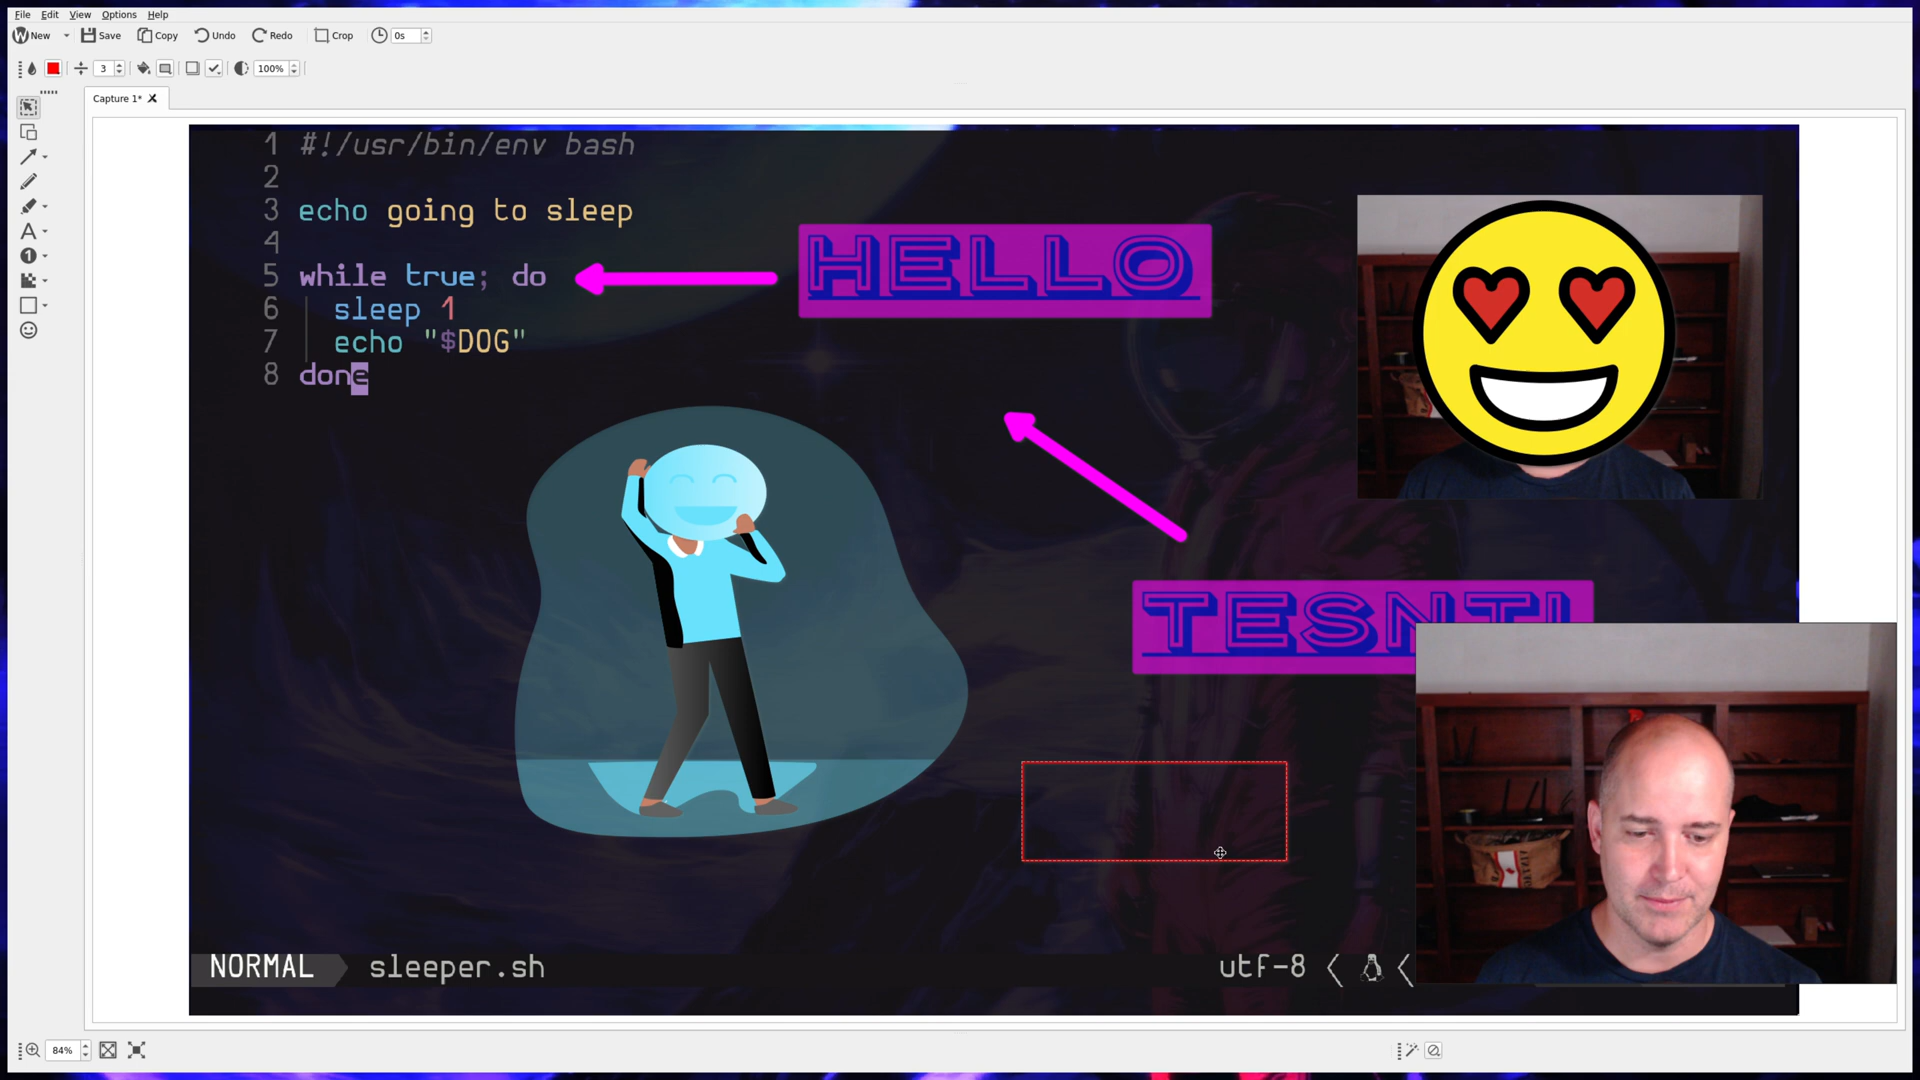 File Edit View Options Help
New Save Copy Undo Redo Crop 0s
3 100%
Capture 1*
1 #!/usr/bin/env bash
2
3 echo going to sleep
4
5 while true; do
6 sleep 1
7 echo "$DOG"
8 done
HELLO
TESNTI
NORMAL sleeper.sh utf-8
84%